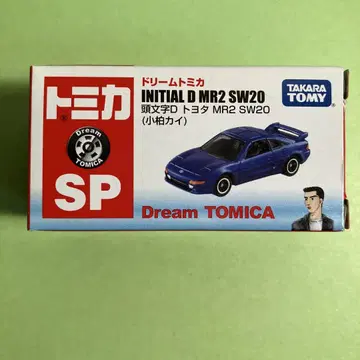 トミカ
Dream
TOMICA
SP
ドリームトミカ
INITIAL D MR2 SW20
頭文字D トヨタ MR2 SW20
(小柏カイ)
TAKARA
TOMY
Dream TOMICA